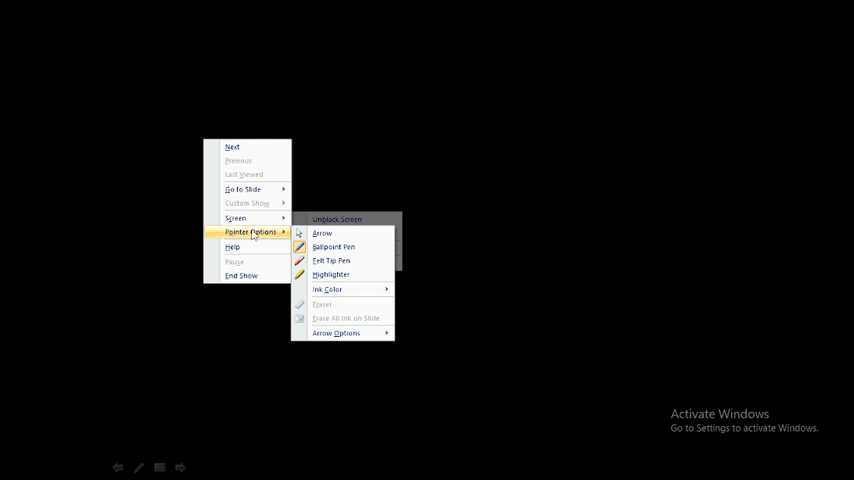 Next
Previous
Last Viewed
Go to Slide
Custom Show
Screen
Pointer Options
Help
Pause
End Show
Unblack Screen
Arrow
Ballpoint Pen
Felt Tip Pen
Highlighter
Ink Color
Eraser
Erase All Ink on Slide
Arrow Options
Activate Windows
Go to Settings to activate Windows.